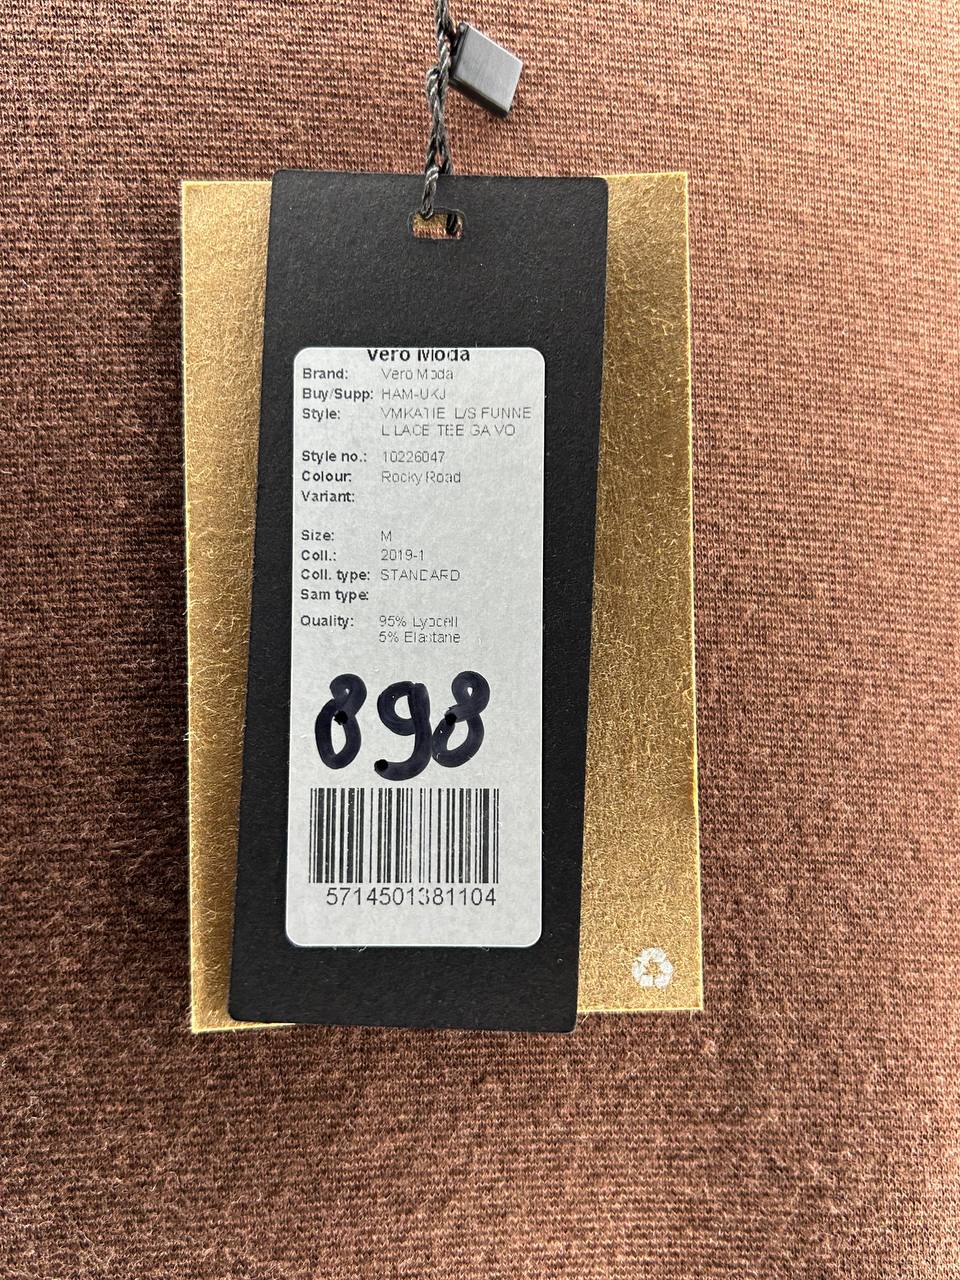 Vero Moda
Brand: Vero Moda
Buy/Supp: HAM-UKJ
Style: VMKATIE L/S FUNNE
L LACE TEE GA VO
Style no.: 10226047
Colour: Rocky Road
Variant:
Size: M
Coll.: 2019-1
Coll. type: STANDARD
Sam type:
Quality: 95% Lyocell
5% Elastane
898
5714501381104